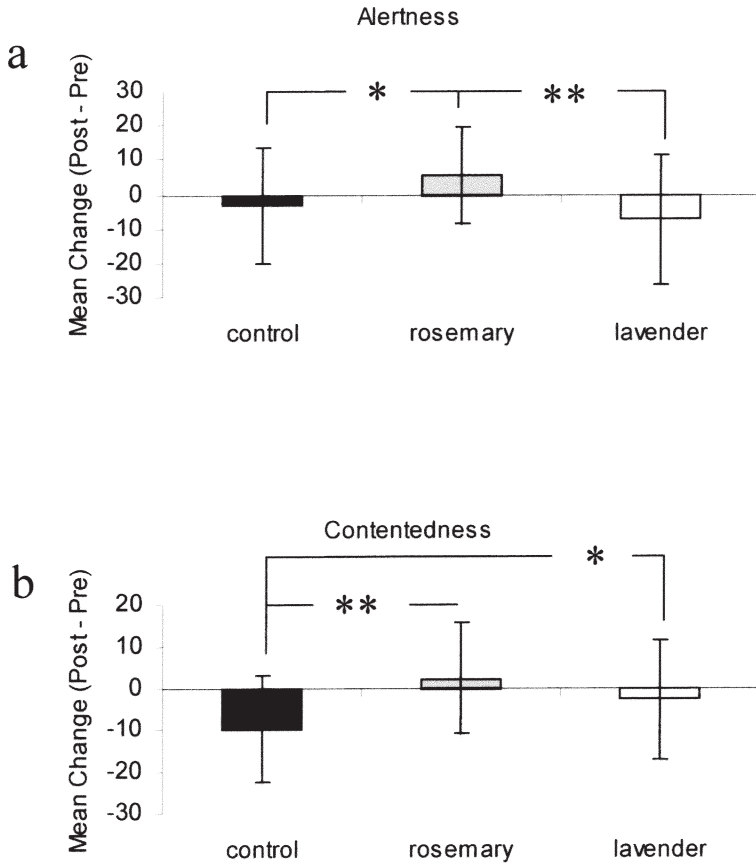 Alertness
a
Mean Change (Post - Pre)
30
20
10
0
-10
-20
-30
* **
control rosemary lavender
Contentedness
b
Mean Change (Post - Pre)
*
**
20
10
0
-10
-20
-30
control rosemary lavender